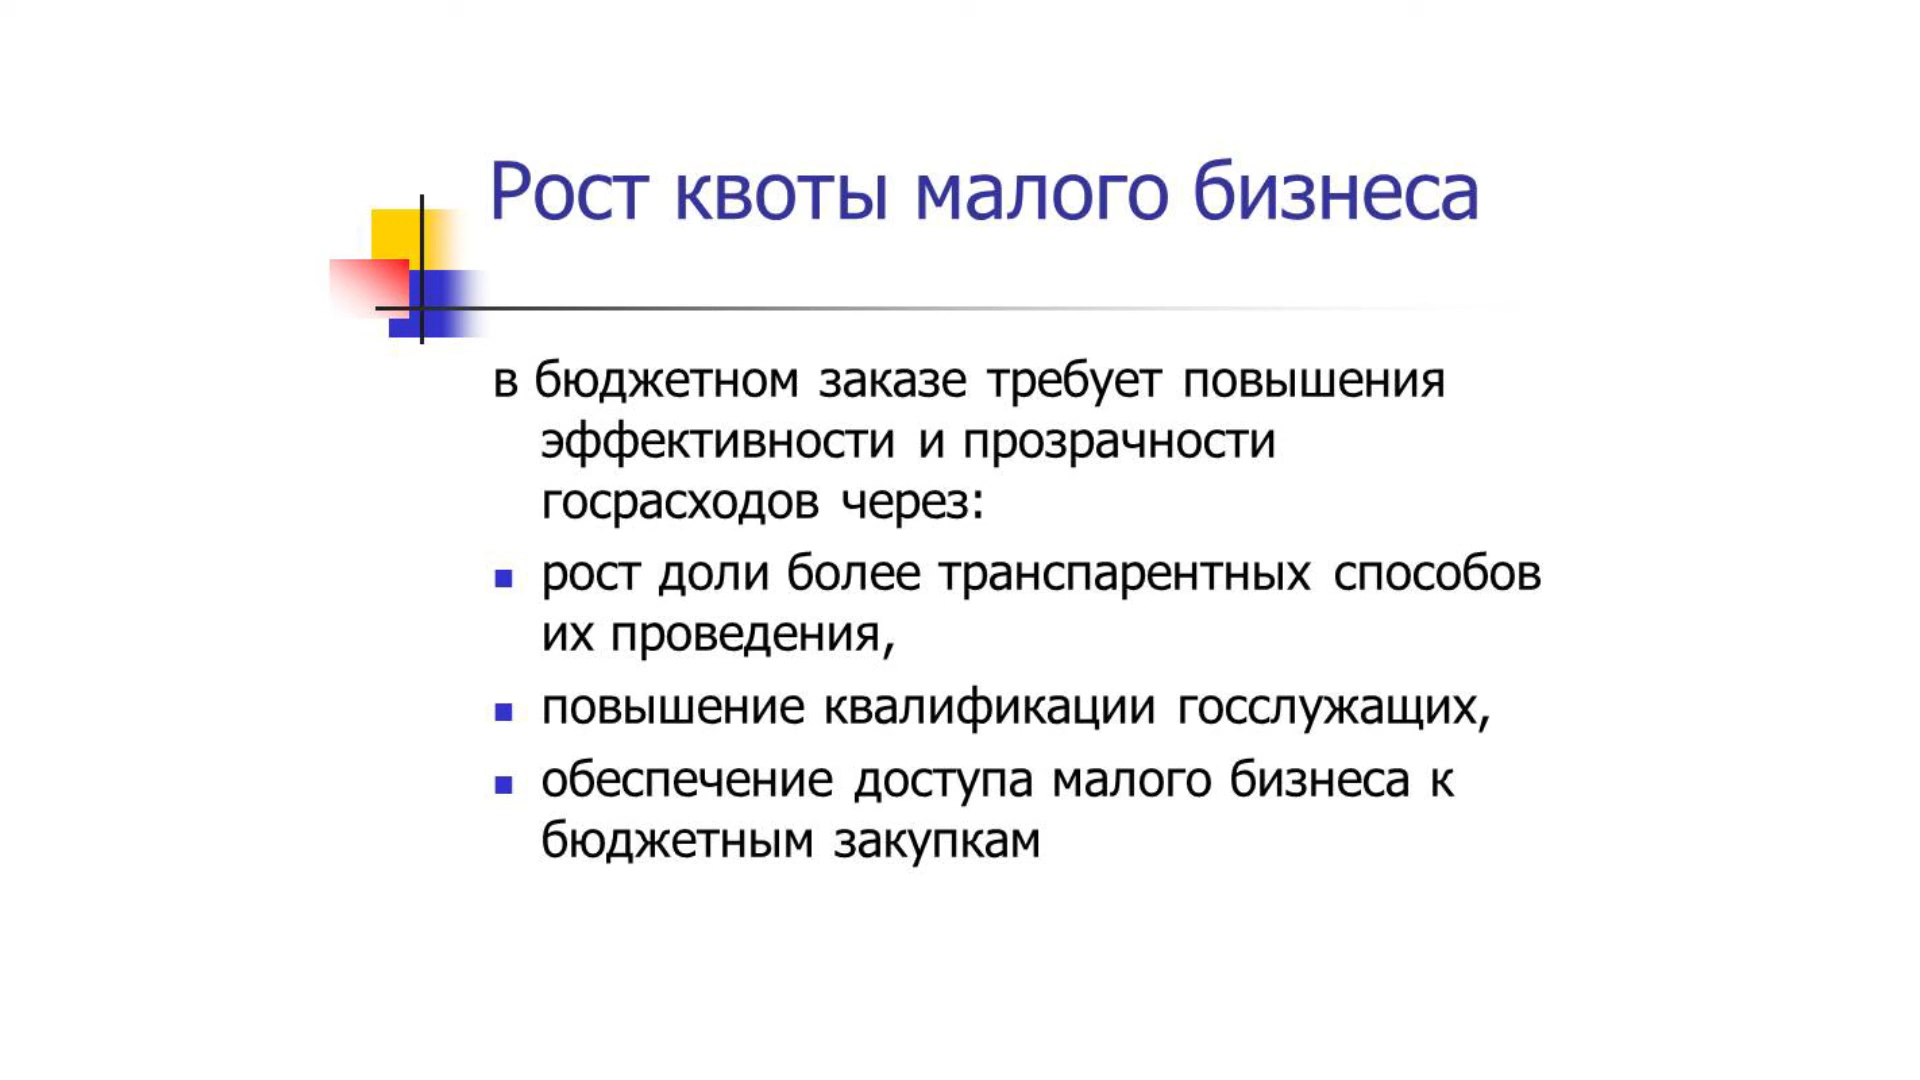 Рост квоты малого бизнеса
в бюджетном заказе требует повышения
эффективности и прозрачности
госрасходов через:
рост доли более транспарентных способов
их проведения,
повышение квалификации госслужащих,
обеспечение доступа малого бизнеса к
бюджетным закупкам